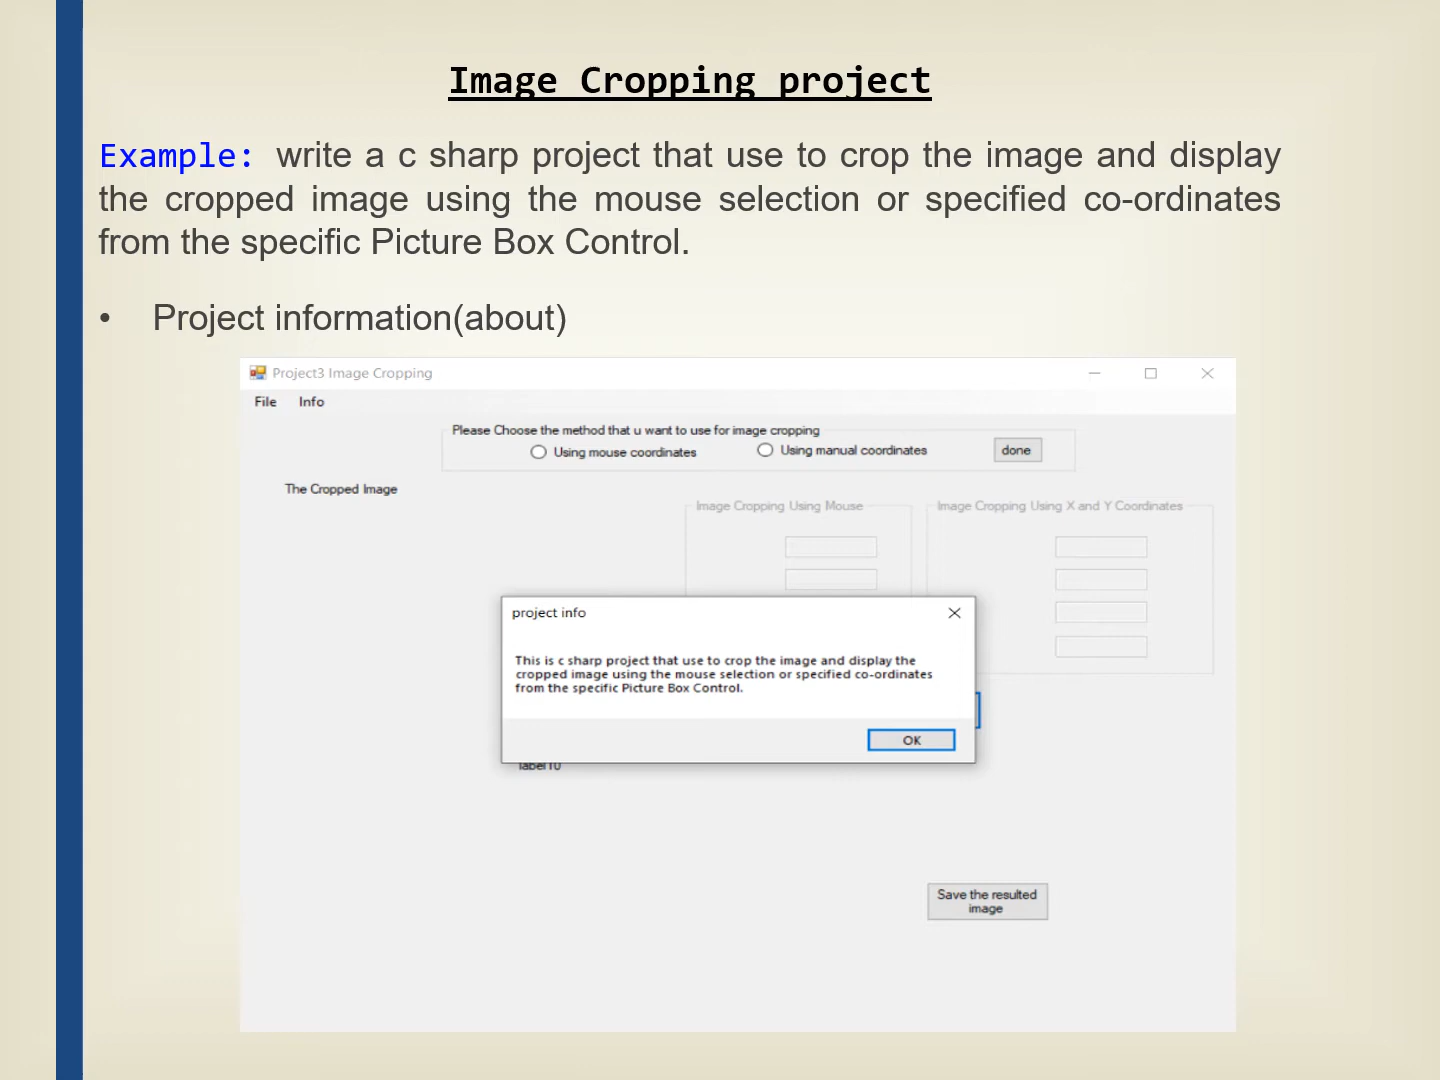 Image Cropping project
Example: write a c sharp project that use to crop the image and display
the cropped image using the mouse selection or specified co-ordinates
from the specific Picture Box Control.
• Project information(about)
Project3 Image Cropping
File Info
Please Choose the method that u want to use for image cropping
Using mouse coordinates Using manual coordinates done
The Cropped Image
Image Cropping Using Mouse Image Cropping Using X and Y Coordinates
project info
This is c sharp project that use to crop the image and display the
cropped image using the mouse selection or specified co-ordinates
from the specific Picture Box Control.
OK
label10
Save the resulted
image